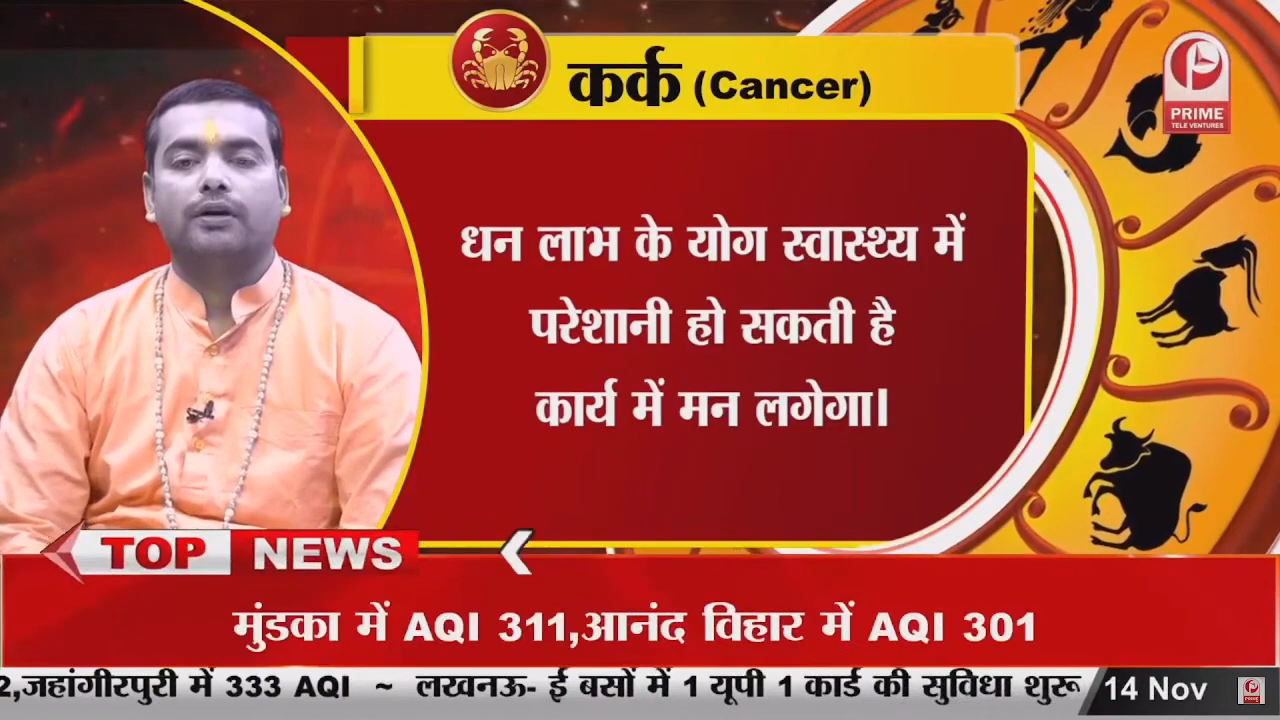 कर्क (Cancer)
PRIME
TELE VENTURES
धन लाभ के योग स्वास्थ्य में
परेशानी हो सकती है
कार्य में मन लगेगा।
TOP NEWS
मुंडका में AQI 311,आनंद विहार में AQI 301
2,जहांगीरपुरी में 333 AQI ~ लखनऊ- ई बसों में 1 यूपी 1 कार्ड की सुविधा शुरू
14 Nov